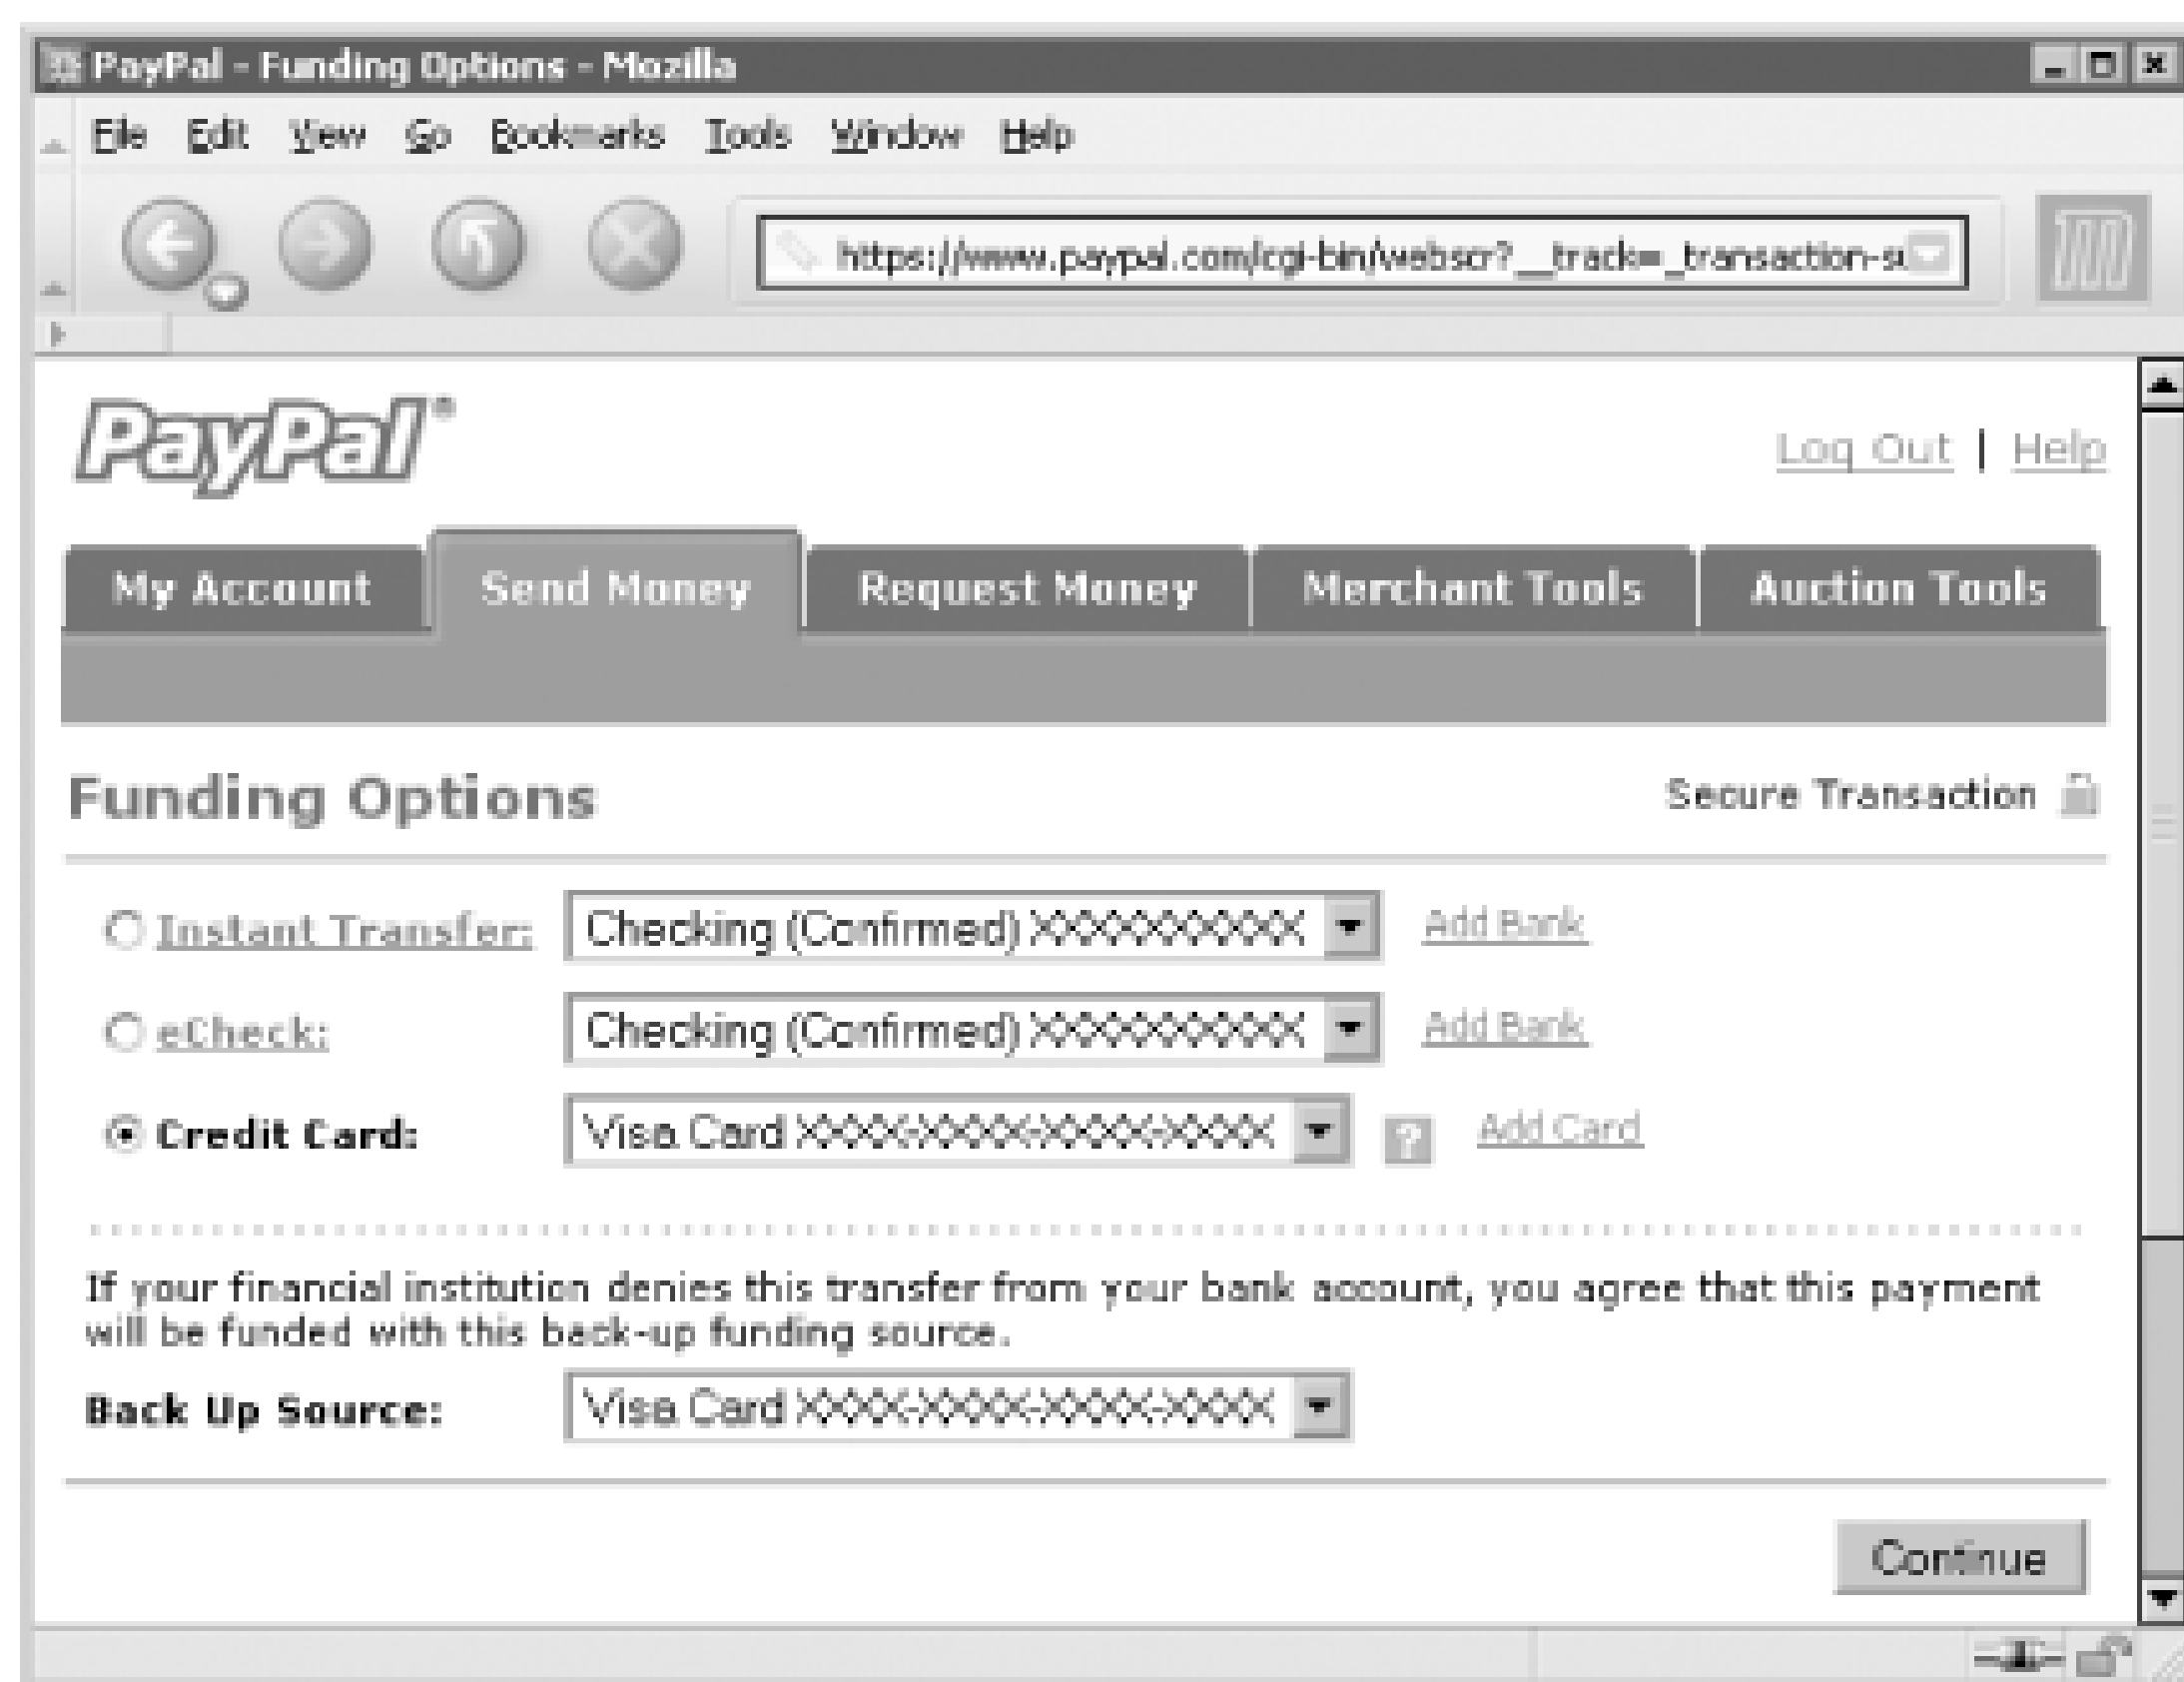 PayPal - Funding Options - Mozilla
File Edit View Go Bookmarks Tools Window Help
https://www.paypal.com/cgi-bin/webscr?__track=_transaction-su
PayPal®
Log Out | Help
My Account Send Money Request Money Merchant Tools Auction Tools
Funding Options Secure Transaction
Instant Transfer: Checking (Confirmed) XXXXXXXXXX Add Bank
eCheck: Checking (Confirmed) XXXXXXXXXX Add Bank
Credit Card: Visa Card XXXX-XXXX-XXXX-XXXX ? Add Card
If your financial institution denies this transfer from your bank account, you agree that this payment
will be funded with this back-up funding source.
Back Up Source: Visa Card XXXX-XXXX-XXXX-XXXX
Continue